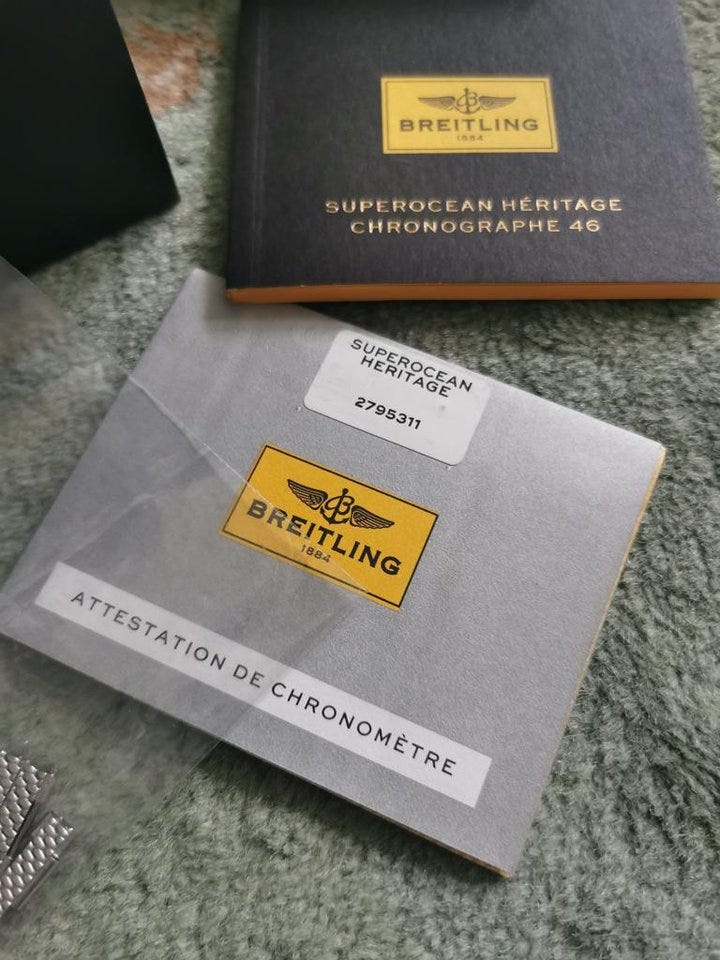 BREITLING
1884
SUPEROCEAN HÉRITAGE
CHRONOGRAPHE 46
SUPEROCEAN
HERITAGE
2795311
BREITLING
1884
ATTESTATION DE CHRONOMÈTRE